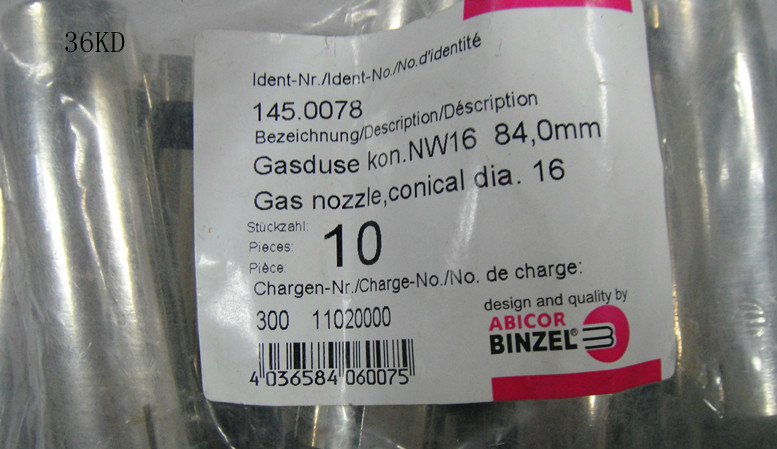 36KD
Ident-Nr./Ident-No./No.d'identité
145.0078
Bezeichnung/Description/Déscription
Gasduse kon.NW16 84,0mm
Gas nozzle,conical dia. 16
Stückzahl:
Pieces:
Pièce:
10
Chargen-Nr./Charge-No./No. de charge:
300 11020000
design and quality by
ABICOR
BINZEL®
4 036584 060075